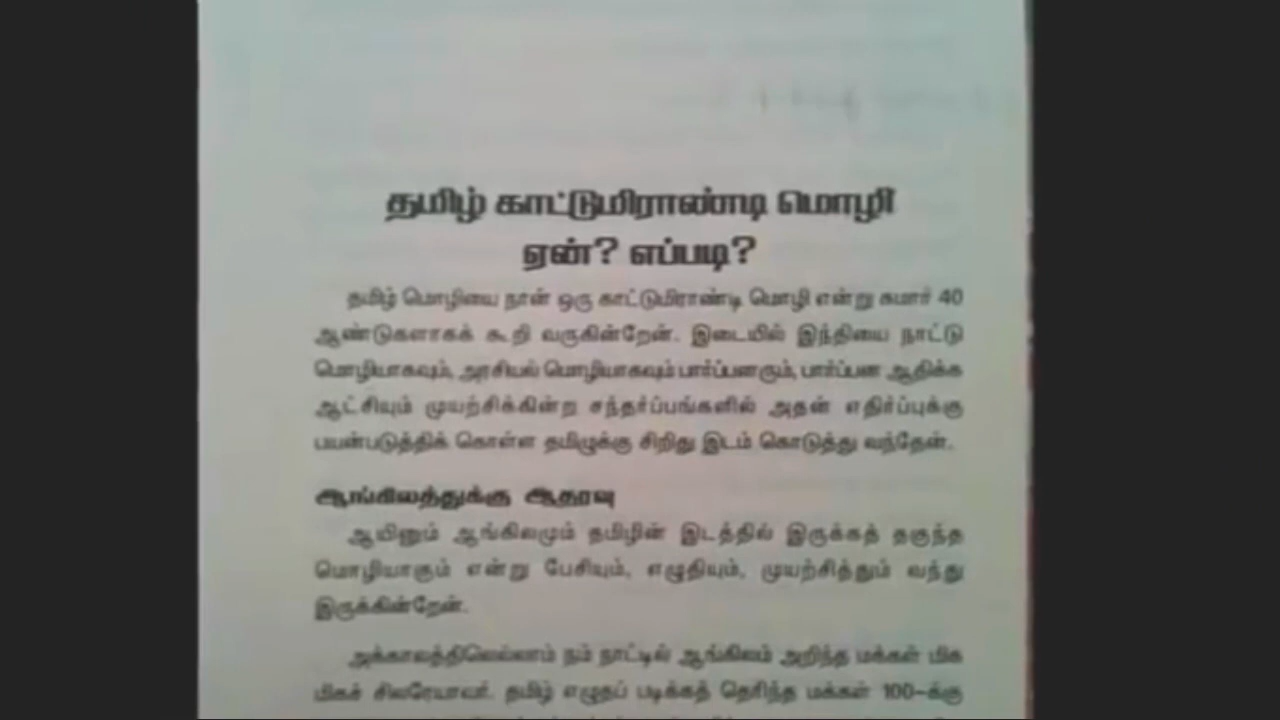 தமிழ் காட்டுமிராண்டி மொழி
ஏன்? எப்படி?
தமிழ் மொழியை நான் ஒரு காட்டுமிராண்டி மொழி என்று சுமார் 40
ஆண்டுகளாகக் கூறி வருகின்றேன். இடையில் இந்தியை நாட்டு
மொழியாகவும், அரசியல் மொழியாகவும் பார்ப்பனரும், பார்ப்பன ஆதிக்க
ஆட்சியும் முயற்சிக்கின்ற சந்தர்ப்பங்களில் அதன் எதிர்ப்புக்கு
பயன்படுத்திக் கொள்ள தமிழுக்கு சிறிது இடம் கொடுத்து வந்தேன்.
ஆங்கிலத்துக்கு ஆதரவு
ஆயினும் ஆங்கிலமும் தமிழின் இடத்தில் இருக்கத் தகுந்த
மொழியாகும் என்று பேசியும், எழுதியும், முயற்சித்தும் வந்து
இருக்கின்றேன்.
அக்காலத்திலெல்லாம் நம் நாட்டில் ஆங்கிலம் அறிந்த மக்கள் மிக
மிகச் சிலரேயாவர். தமிழ் எழுதப் படிக்கத் தெரிந்த மக்கள் 100-க்கு